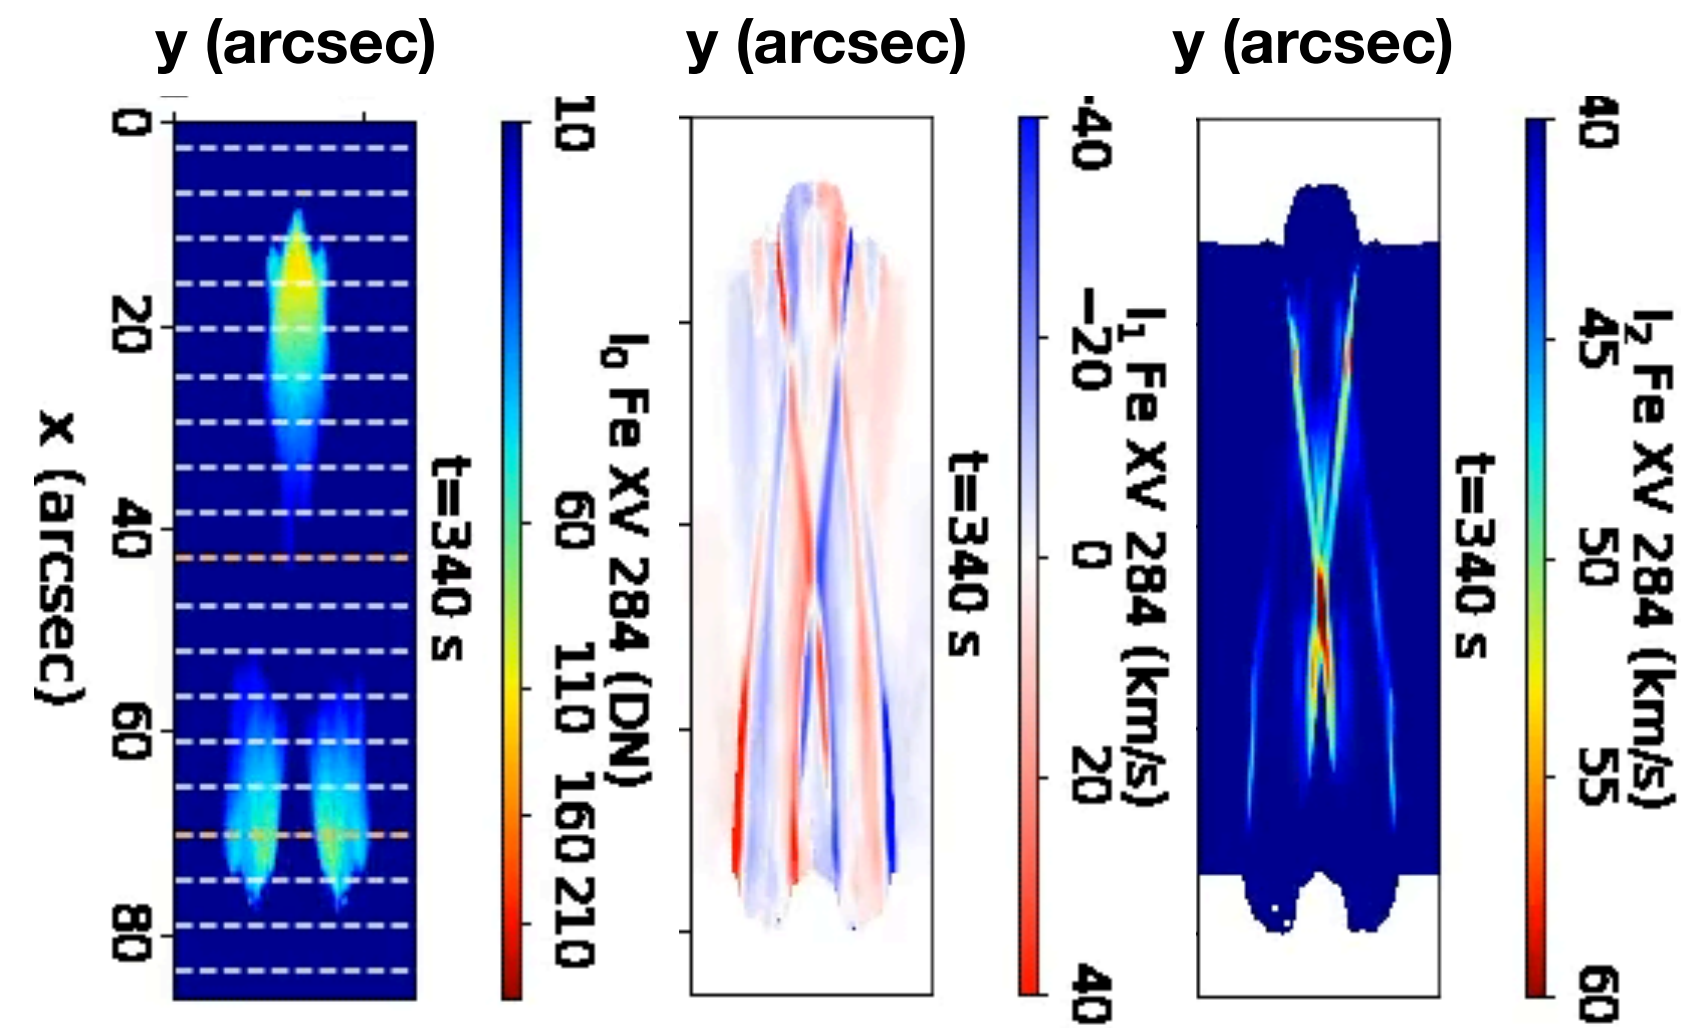 y (arcsec)
y (arcsec)
y (arcsec)
0
20
40
60
80
x (arcsec)
t=340 s
10
60
110
160
210
I0 Fe XV 284 (DN)
t=340 s
-40
−20
0
20
40
I1 Fe XV 284 (km/s)
t=340 s
40
45
50
55
60
I2 Fe XV 284 (km/s)